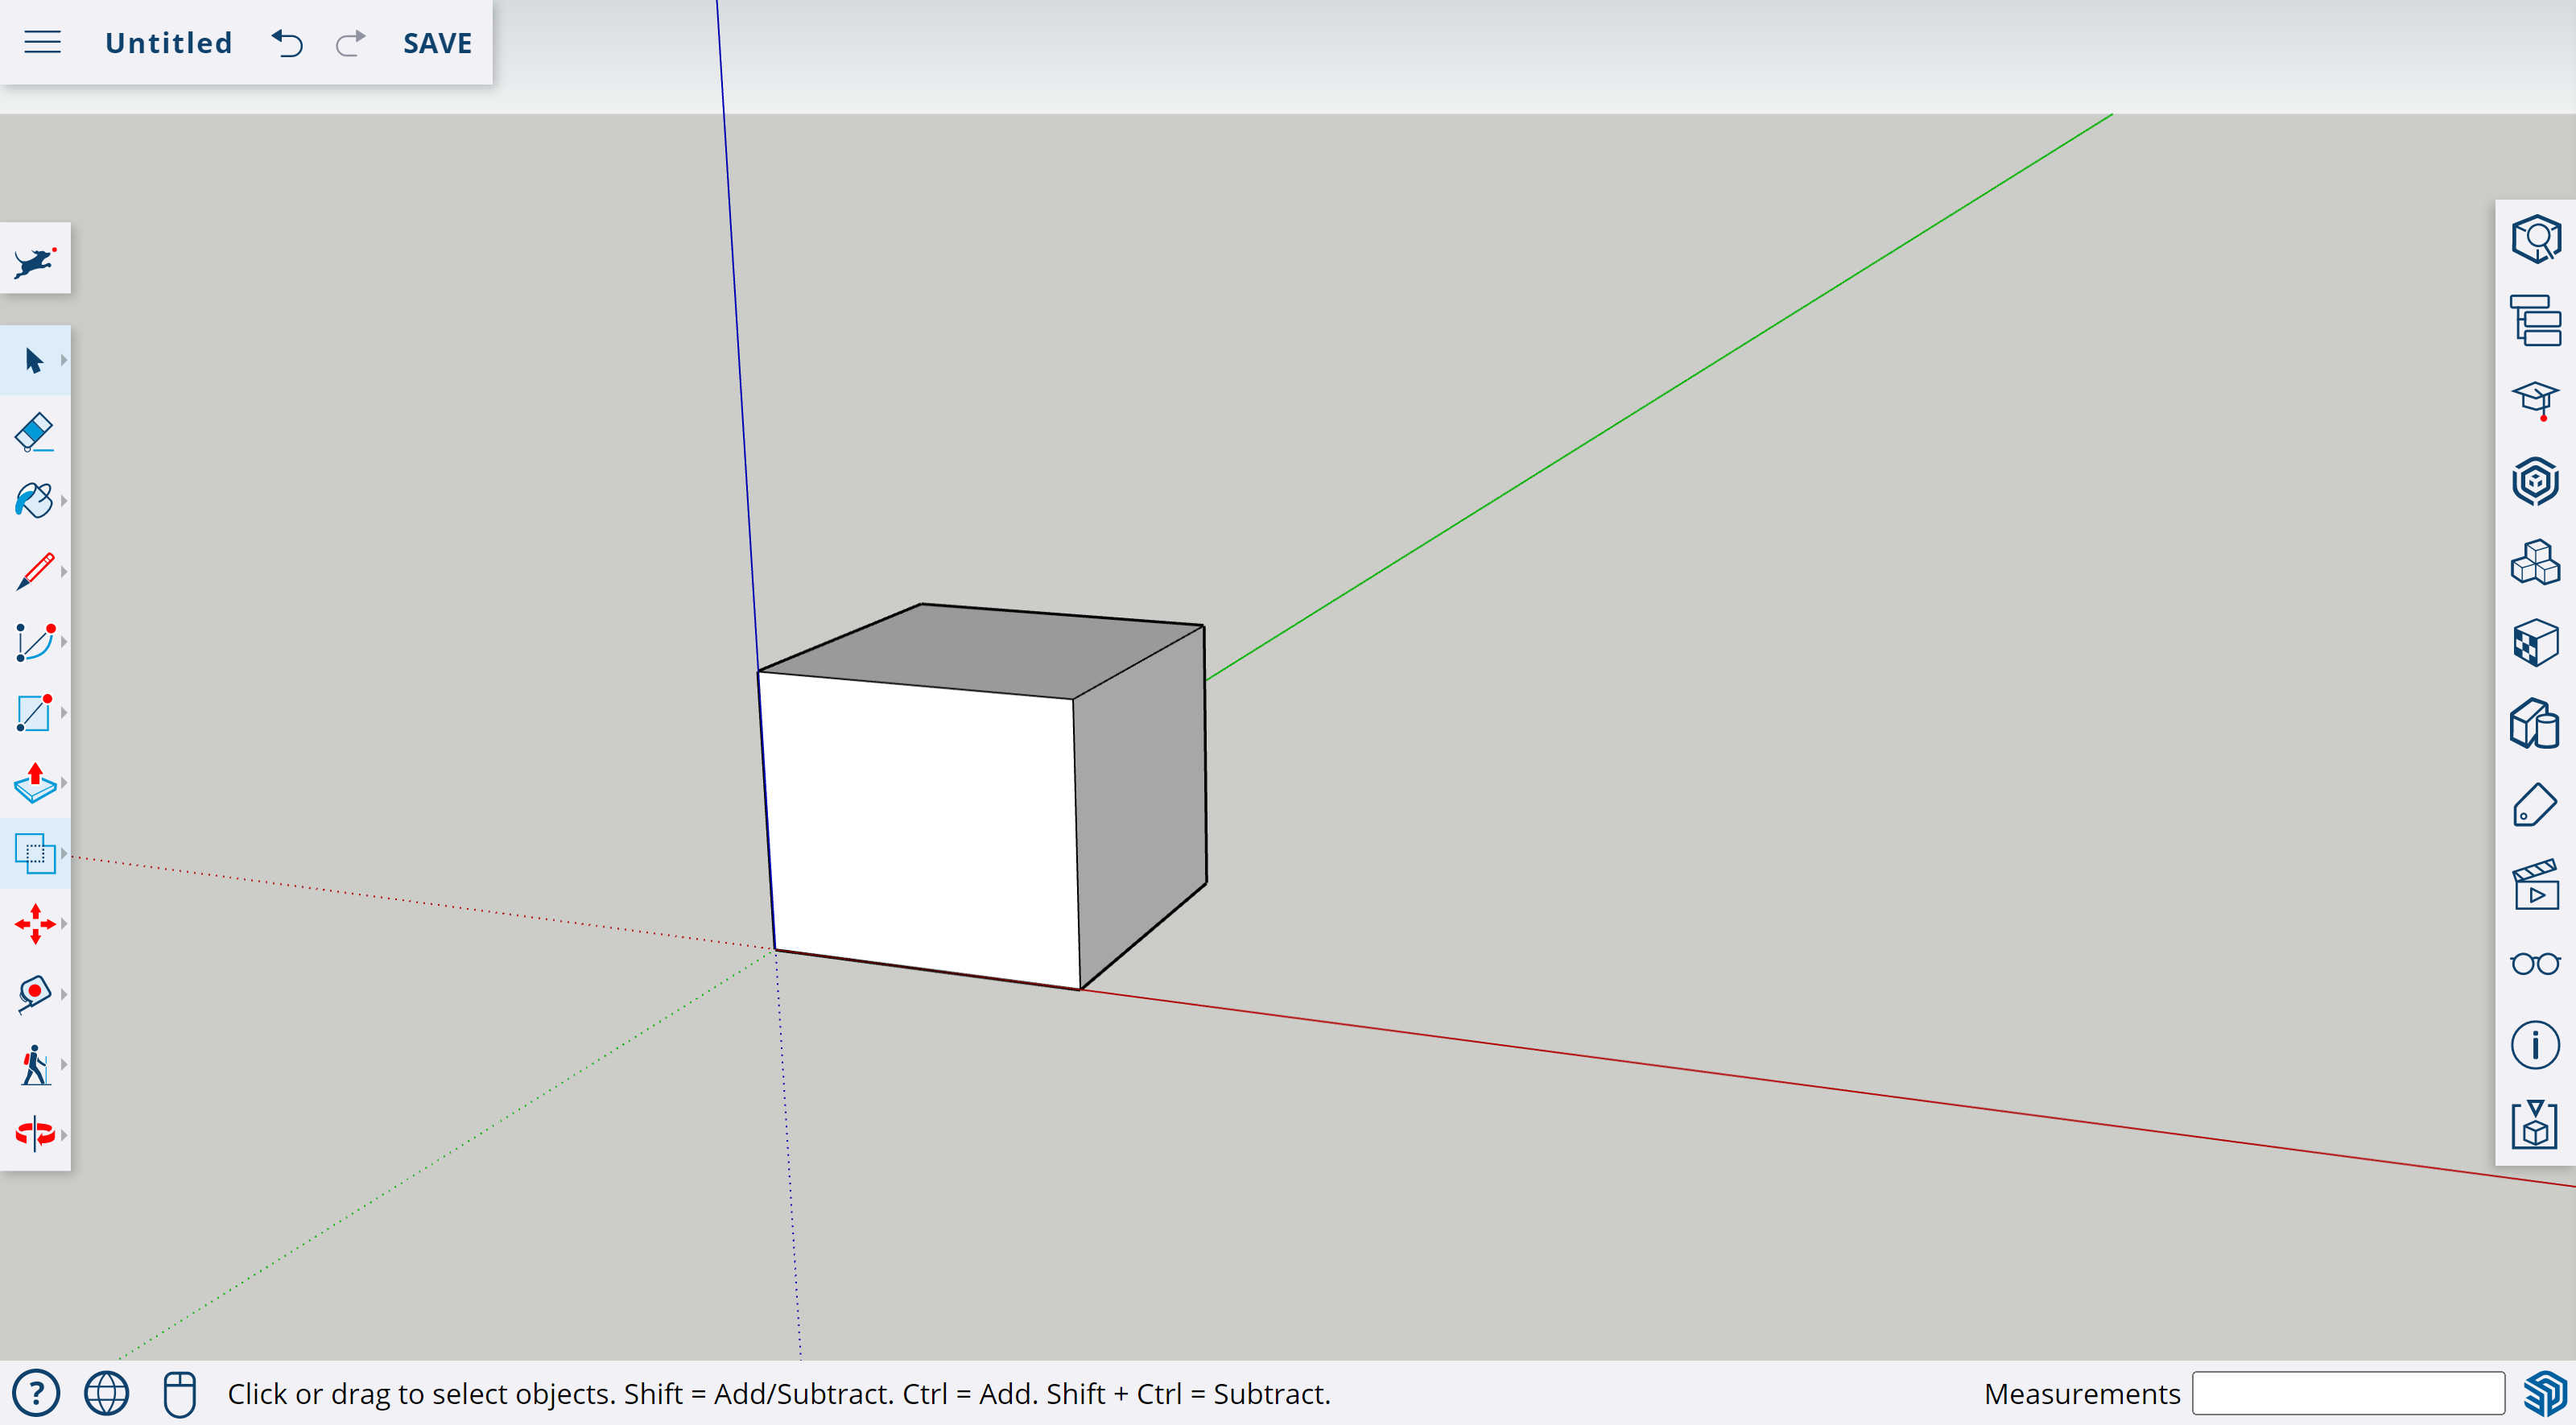 Untitled
SAVE
? Click or drag to select objects. Shift = Add/Subtract. Ctrl = Add. Shift + Ctrl = Subtract.
Measurements